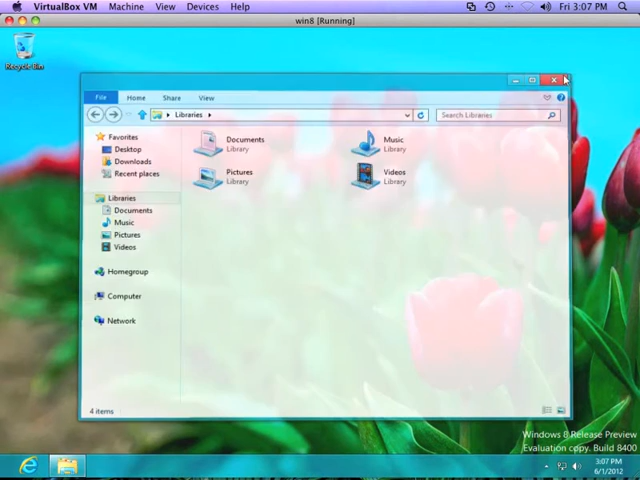 VirtualBox VM Machine View Devices Help Fri 3:07 PM
win8 [Running]
Recycle Bin
File Home Share View
Libraries Search Libraries
Favorites
Desktop
Downloads
Recent places
Libraries
Documents
Music
Pictures
Videos
Homegroup
Computer
Network
Documents
Library
Music
Library
Pictures
Library
Videos
Library
4 items
Windows 8 Release Preview
Evaluation copy. Build 8400
3:07 PM
6/1/2012